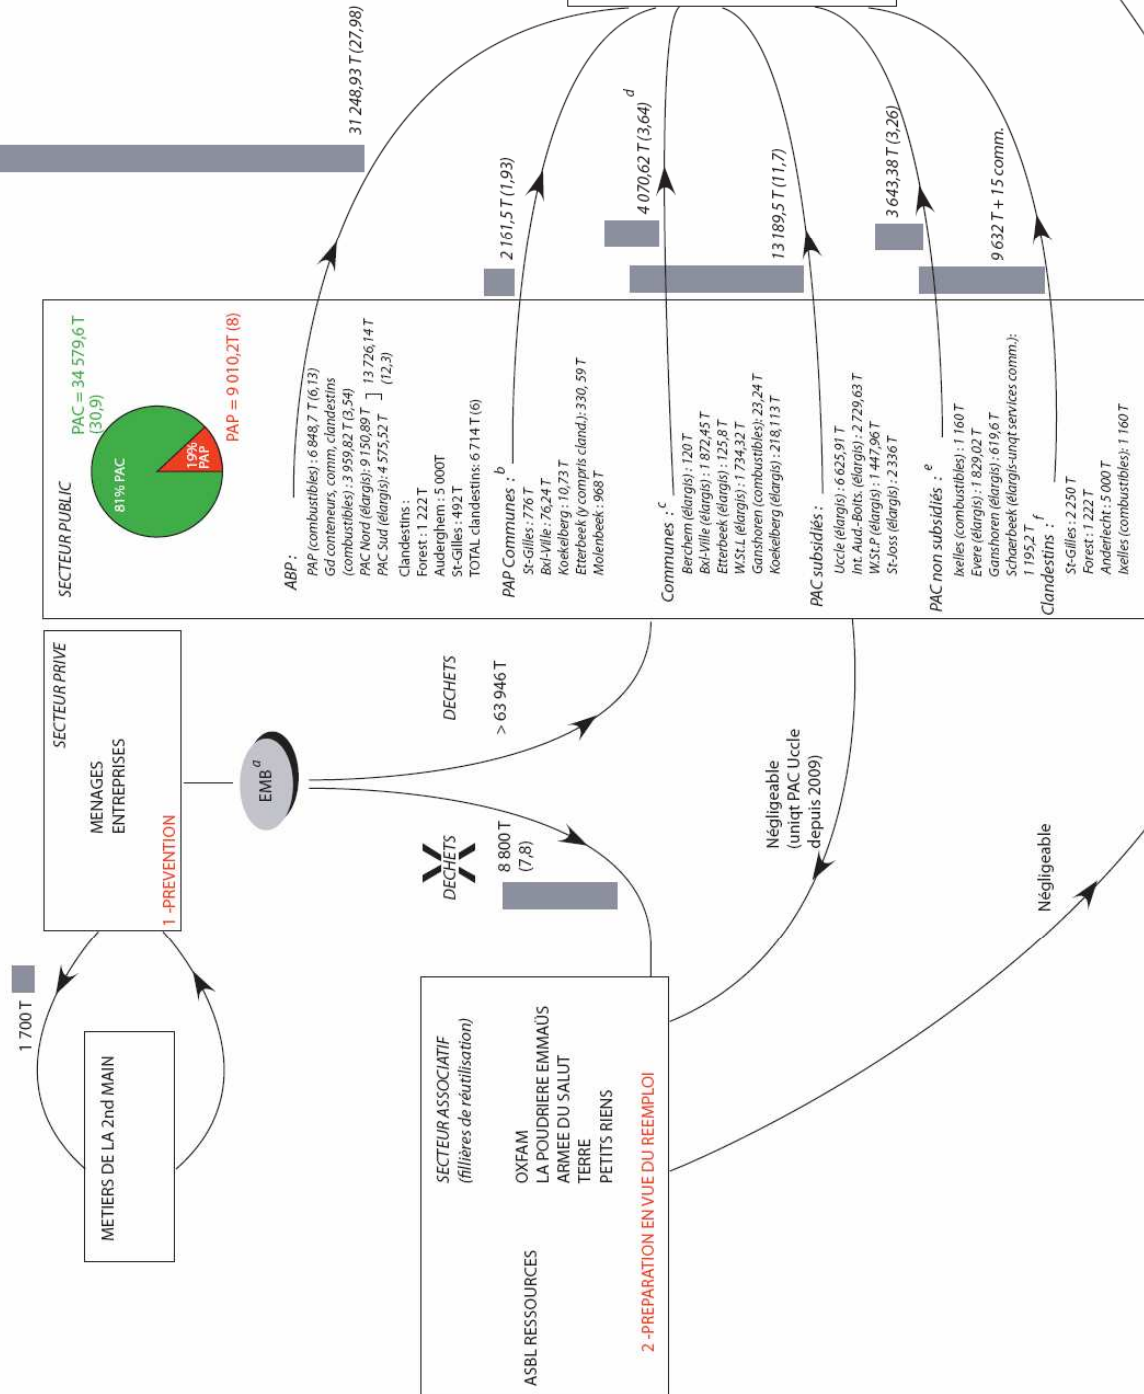 METIERS DE LA 2nd MAIN
1 700 T
SECTEUR PRIVE
MENAGES
ENTREPRISES
1 -PREVENTION
EMB a
DECHETS
8 800 T
(7,8)
DECHETS
> 63 946 T
SECTEUR ASSOCIATIF
(fillières de réutilisation)
ASBL RESSOURCES
OXFAM
LA POUDRIERE EMMAÜS
ARMEE DU SALUT
TERRE
PETITS RIENS
2 -PREPARATION EN VUE DU REEMPLOI
Négligeable
(uniqt PAC Uccle
depuis 2009)
Négligeable
SECTEUR PUBLIC
81% PAC
19%
PAP
PAC = 34 579,6 T
(30,9)
PAP = 9 010,2T (8)
ABP :
PAP (combustibles) : 6 848,7 T (6,13)
Gd conteneurs, comm, clandestins
(combustibles) : 3 959,82 T (3,54)
PAC Nord (élargis): 9 150,89 T
PAC Sud (élargis): 4 575,52 T
] 13 726,14 T
(12,3)
Clandestins :
Forest : 1 222 T
Auderghem : 5 000T
St-Gilles : 492 T
TOTAL clandestins: 6 714 T (6)
PAP Communes : b
St-Gilles : 776 T
Bxl-Ville : 76,24 T
Koekelberg : 10,73 T
Etterbeek (y compris cland.): 330, 59 T
Molenbeek : 968 T
Communes : c
Berchem (élargis) : 120 T
Bxl-Ville (élargis) : 1 872,45 T
Etterbeek (élargis) : 125,8 T
W.St.L (élargis) : 1 734,32 T
Ganshoren (combustibles): 23,24 T
Koekelberg (élargis) : 218,113 T
PAC subsidiés :
Uccle (élargis) : 6 625,91 T
Int. Aud.-Boits. (élargis) : 2 729,63 T
W.St.P (élargis) : 1 447,96 T
St-Joss (élargis) : 2 336 T
PAC non subsidiés : e
Ixelles (combustibles) : 1 160 T
Evere (élargis) : 1 829,02 T
Ganshoren (élargis) : 619,6 T
Schaerbeek (élargis-uniqt services comm.):
1 195,2 T
Clandestins : f
St-Gilles : 2 250 T
Forest : 1 222 T
Anderlecht : 5 000 T
Ixelles (combustibles): 1 160 T
31 248,93 T (27,98)
2 161,5 T (1,93)
4 070,62 T (3,64) d
13 189,5 T (11,7)
3 643,38 T (3,26)
9 632 T + 15 comm.